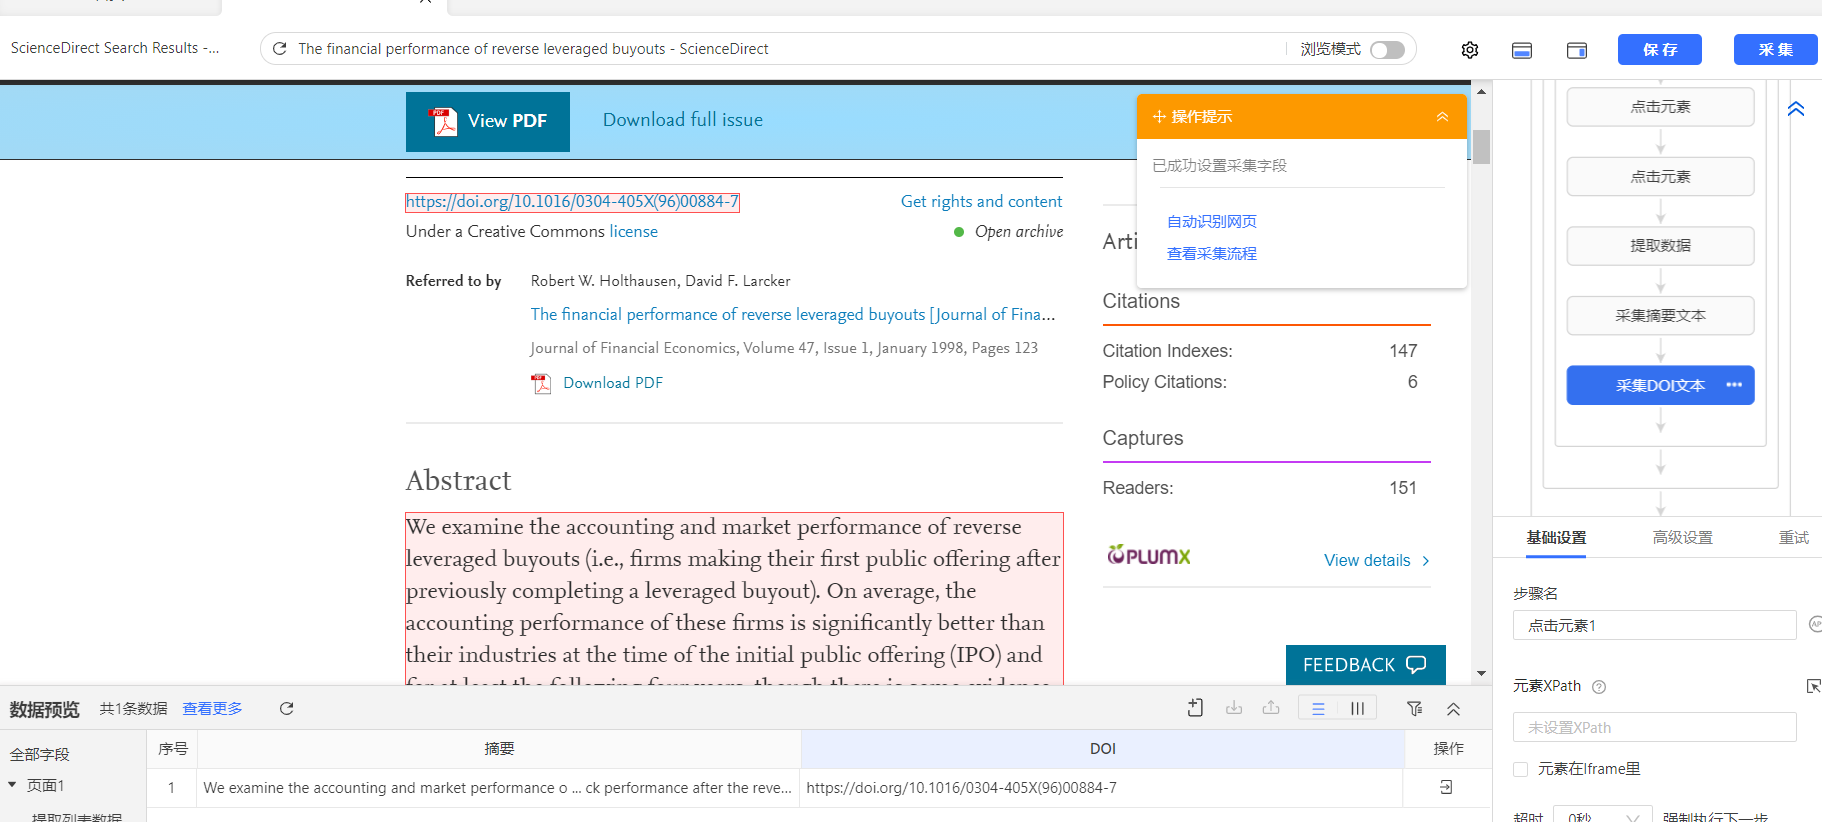 ScienceDirect Search Results -...
The financial performance of reverse leveraged buyouts - ScienceDirect
浏览模式
保 存
采 集
View PDF
Download full issue
操作提示
已成功设置采集字段
自动识别网页
查看采集流程
https://doi.org/10.1016/0304-405X(96)00884-7
Get rights and content
Under a Creative Commons license
Open archive
Referred to by
Robert W. Holthausen, David F. Larcker
The financial performance of reverse leveraged buyouts [Journal of Fina...
Journal of Financial Economics, Volume 47, Issue 1, January 1998, Pages 123
Download PDF
Abstract
We examine the accounting and market performance of reverse
leveraged buyouts (i.e., firms making their first public offering after
previously completing a leveraged buyout). On average, the
accounting performance of these firms is significantly better than
their industries at the time of the initial public offering (IPO) and
for at least the following four years, though there is some evidence
Arti
Citations
Citation Indexes: 147
Policy Citations: 6
Captures
Readers: 151
PLUMX
View details
FEEDBACK
点击元素
点击元素
提取数据
采集摘要文本
采集DOI文本
基础设置
高级设置
重试
步骤名
点击元素1
元素XPath
未设置XPath
元素在Iframe里
超时
0秒
强制执行下一步
数据预览
共1条数据
查看更多
全部字段
页面1
提取列表数据
序号
摘要
DOI
操作
1
We examine the accounting and market performance o ... ck performance after the reve...
https://doi.org/10.1016/0304-405X(96)00884-7